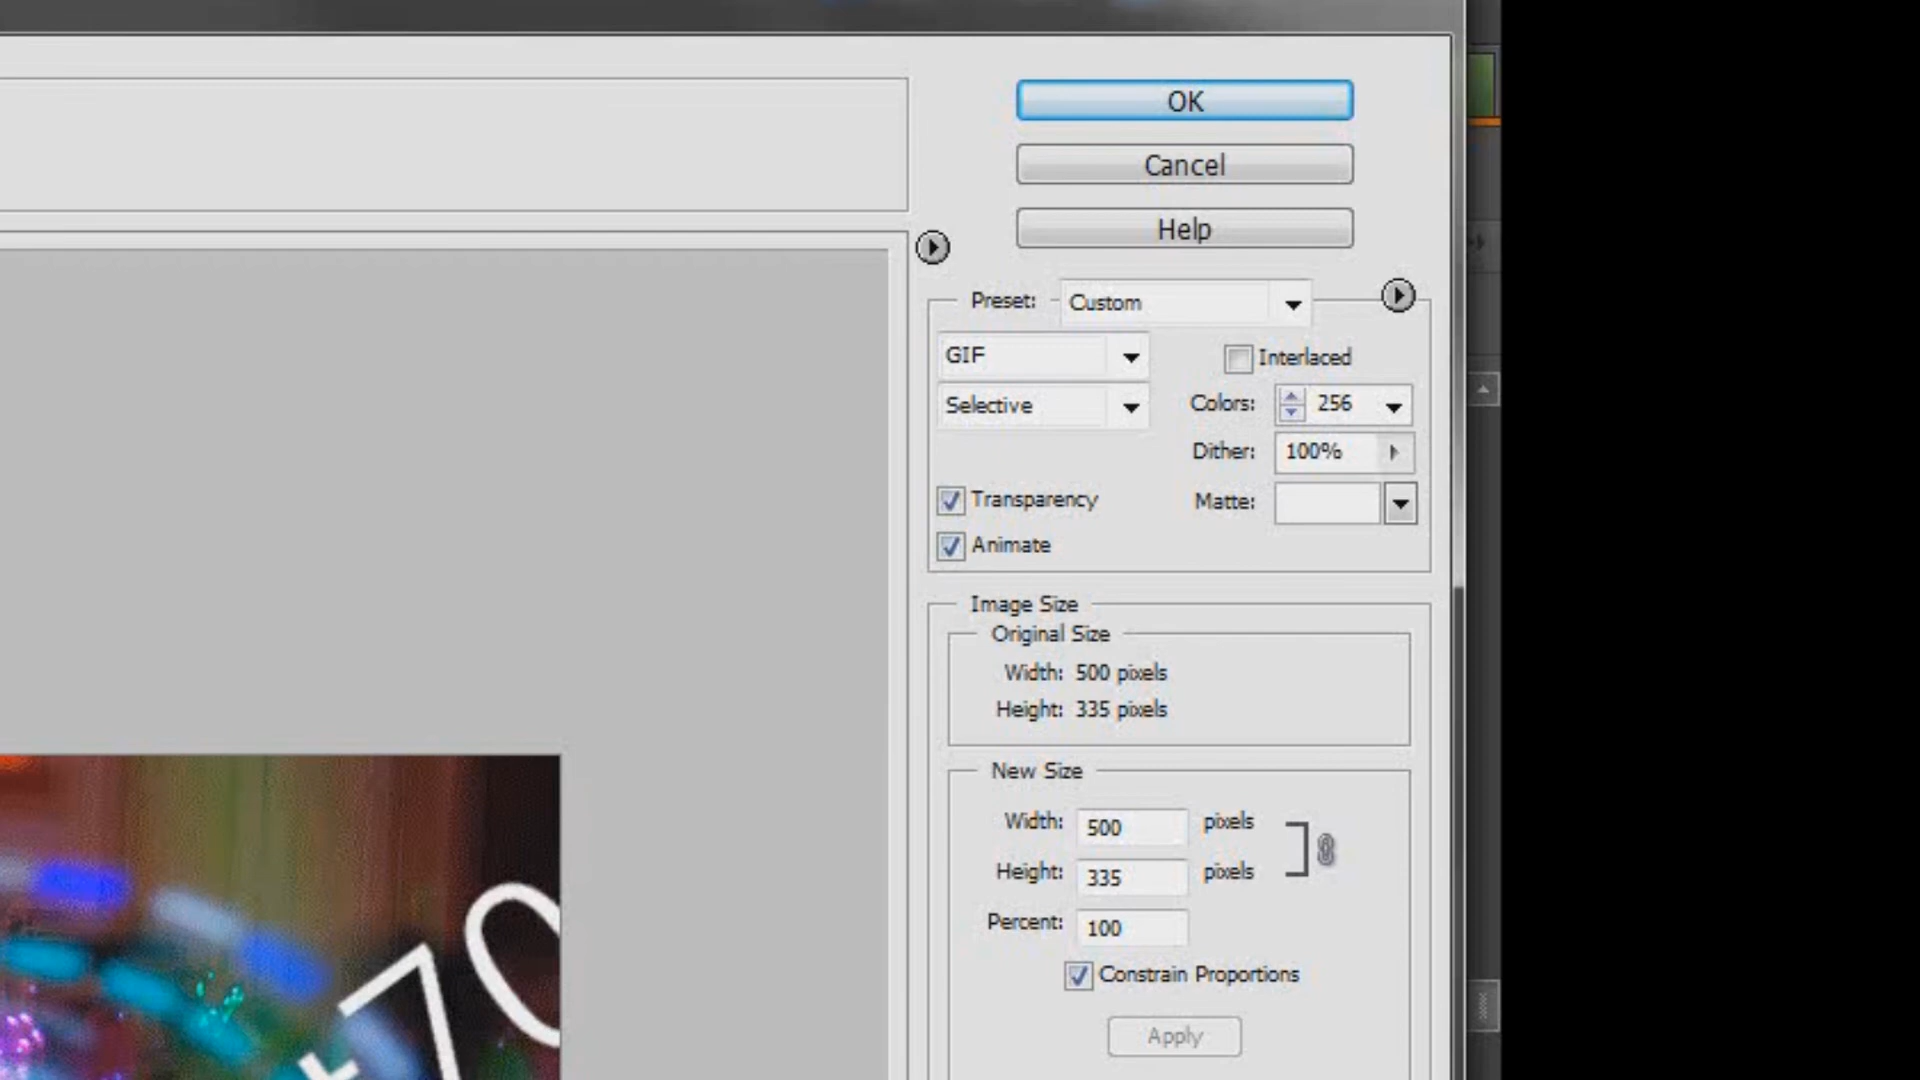 OK
Cancel
Help
Preset: Custom
GIF
Interlaced
Selective
Colors: 256
Dither: 100%
Transparency
Matte:
Animate
Image Size
Original Size
Width: 500 pixels
Height: 335 pixels
New Size
Width: 500 pixels
Height: 335 pixels
Percent: 100
Constrain Proportions
Apply